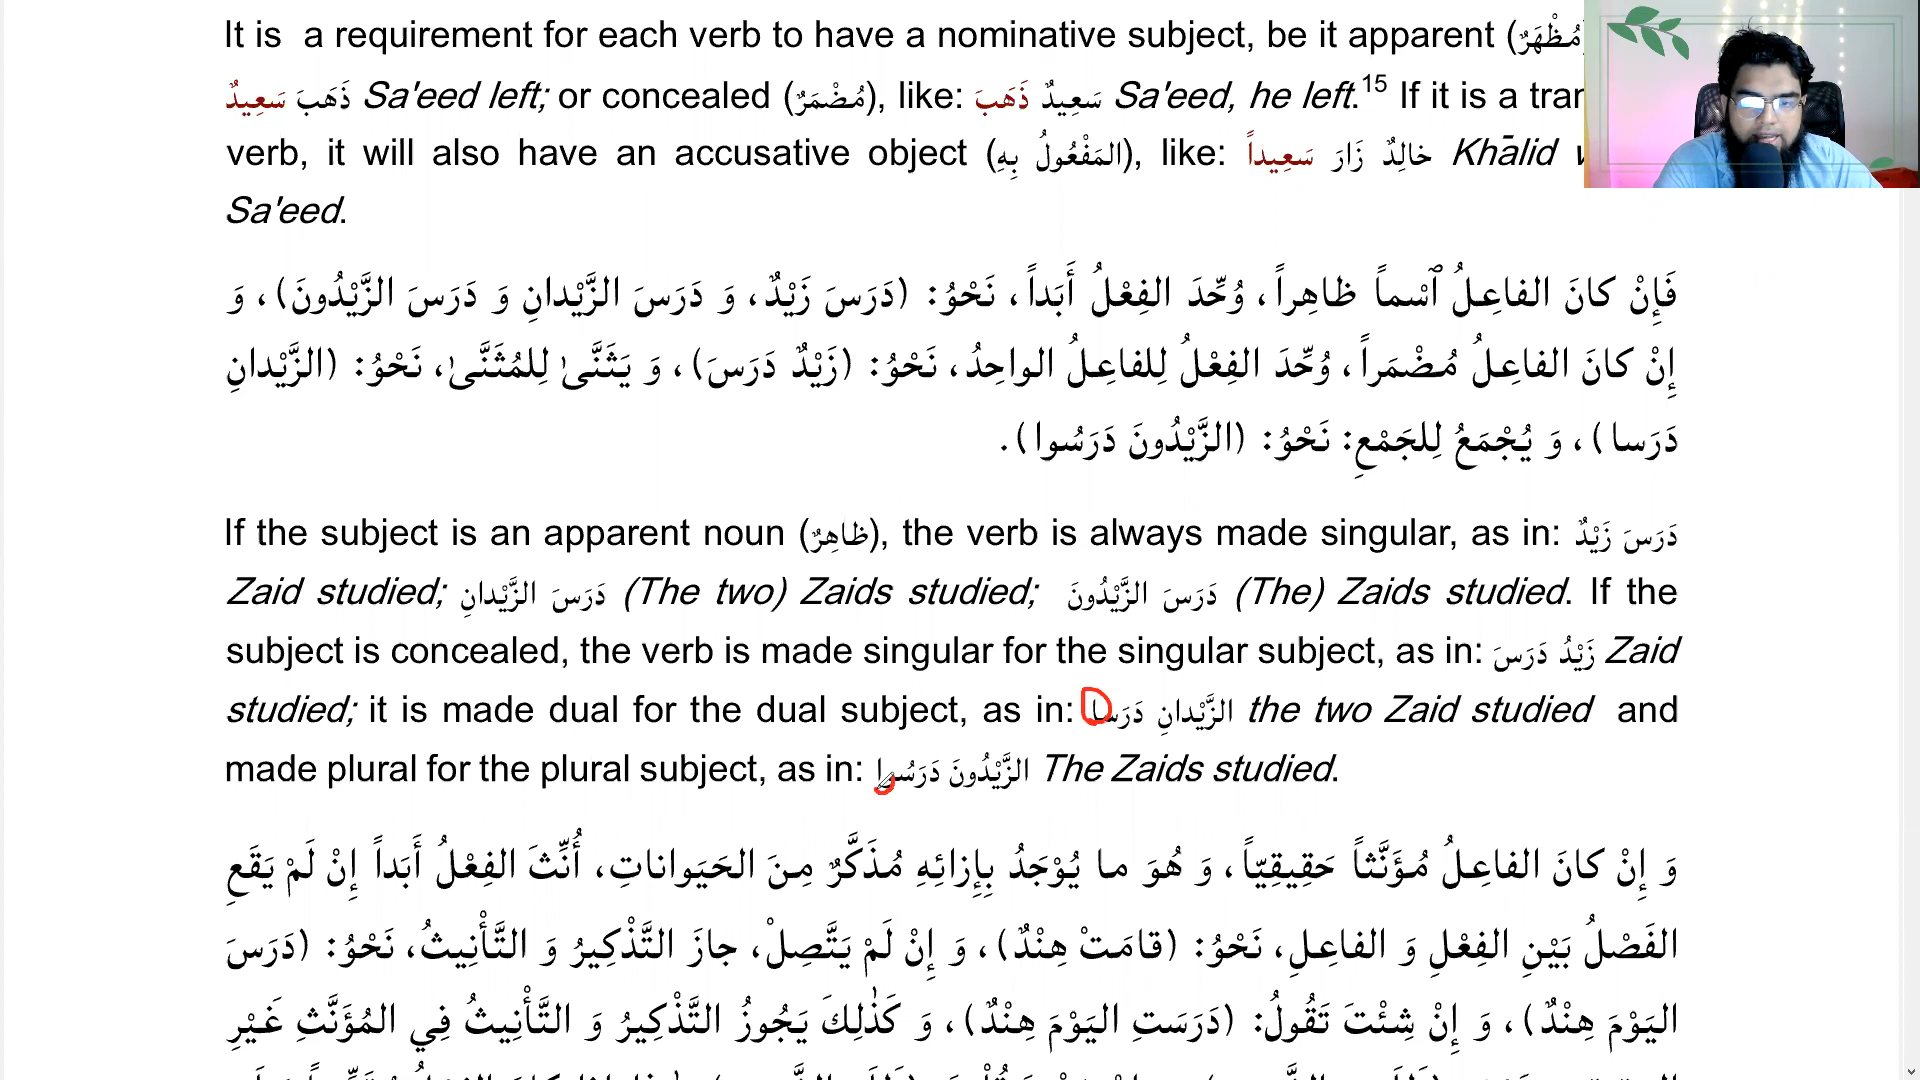 It is a requirement for each verb to have a nominative subject, be it apparent (مُظْهَرٌ
ذَهَبَ سَعِيدٌ Sa'eed left; or concealed (مُضْمَرٌ), like: سَعِيدٌ ذَهَبَ Sa'eed, he left.15 If it is a tran
verb, it will also have an accusative object (المَفْعُولُ بِهِ), like: خالِدٌ زَارَ سَعِيداً Khālid
Sa'eed.
فَإِنْ كانَ الفاعِلُ ٱسْماً ظاهِراً، وُحِّدَ الفِعْلُ أَبَداً، نَحْوُ: (دَرَسَ زَيْدٌ، وَ دَرَسَ الزَّيْدانِ وَ دَرَسَ الزَّيْدُونَ)، وَ
إِنْ كانَ الفاعِلُ مُضْمَراً، وُحِّدَ الفِعْلُ لِلفاعِلُ الواحِدُ، نَحْوُ: (زَيْدٌ دَرَسَ)، وَ يَثَنَّىٰ لِلمُثَنَّىٰ، نَحْوُ: (الزَّيْدانِ
دَرَسا)، وَ يُجْمَعُ لِلجَمْعِ: نَحْوُ: (الزَّيْدُونَ دَرَسُوا).
If the subject is an apparent noun (ظاهِرٌ), the verb is always made singular, as in: دَرَسَ زَيْدٌ
Zaid studied; دَرَسَ الزَّيْدانِ (The two) Zaids studied; دَرَسَ الزَّيْدُونَ (The) Zaids studied. If the
subject is concealed, the verb is made singular for the singular subject, as in: زَيْدُ دَرَسَ Zaid
studied; it is made dual for the dual subject, as in: الزَّيْدانِ دَرَسا the two Zaid studied and
made plural for the plural subject, as in: الزَّيْدُونَ دَرَسُوا The Zaids studied.
وَ إِنْ كانَ الفاعِلُ مُؤَنَّثاً حَقِيقِيّاً، وَ هُوَ ما يُوْجَدُ بِإِزائِهِ مُذَكَّرٌ مِنَ الحَيَواناتِ، أُنِّثَ الفِعْلُ أَبَداً إِنْ لَمْ يَقَعِ
الفَصْلُ بَيْنِ الفِعْلِ وَ الفاعِلِ، نَحْوُ: (قامَتْ هِنْدٌ)، وَ إِنْ لَمْ يَتَّصِلْ، جازَ التَّذْكِيرُ وَ التَّأْنِيثُ، نَحْوُ: (دَرَسَ
اليَوْمَ هِنْدٌ)، وَ إِنْ شِئْتَ تَقُولُ: (دَرَسَتِ اليَوْمَ هِنْدٌ)، وَ كَذٰلِكَ يَجُوزُ التَّذْكِيرُ وَ التَّأْنِيثُ فِي المُؤَنَّثِ غَيْرِ